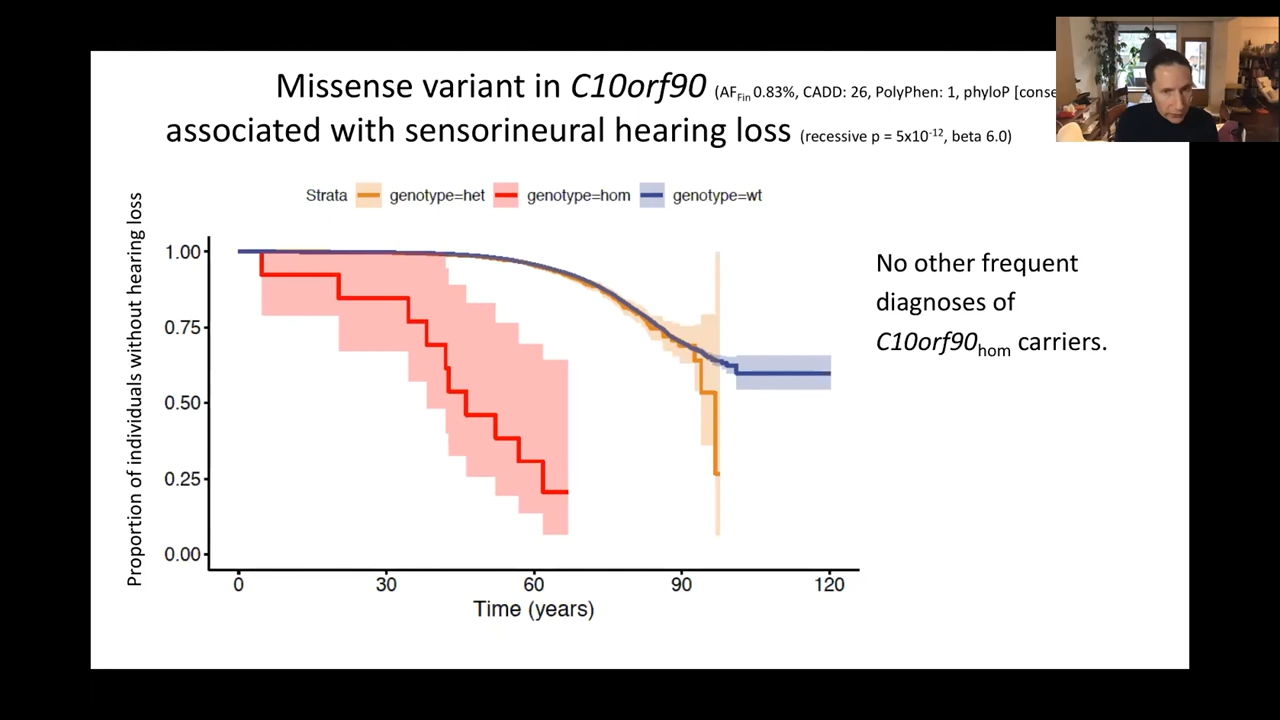 Missense variant in C10orf90 (AFFin 0.83%, CADD: 26, PolyPhen: 1, phyloP
associated with sensorineural hearing loss (recessive p = 5x10-12, beta 6.0)
Strata genotype=het genotype=hom genotype=wt
Proportion of individuals without hearing loss
1.00
0.75
0.50
0.25
0.00
0 30 60 90 120
Time (years)
No other frequent
diagnoses of
C10orf90hom carriers.